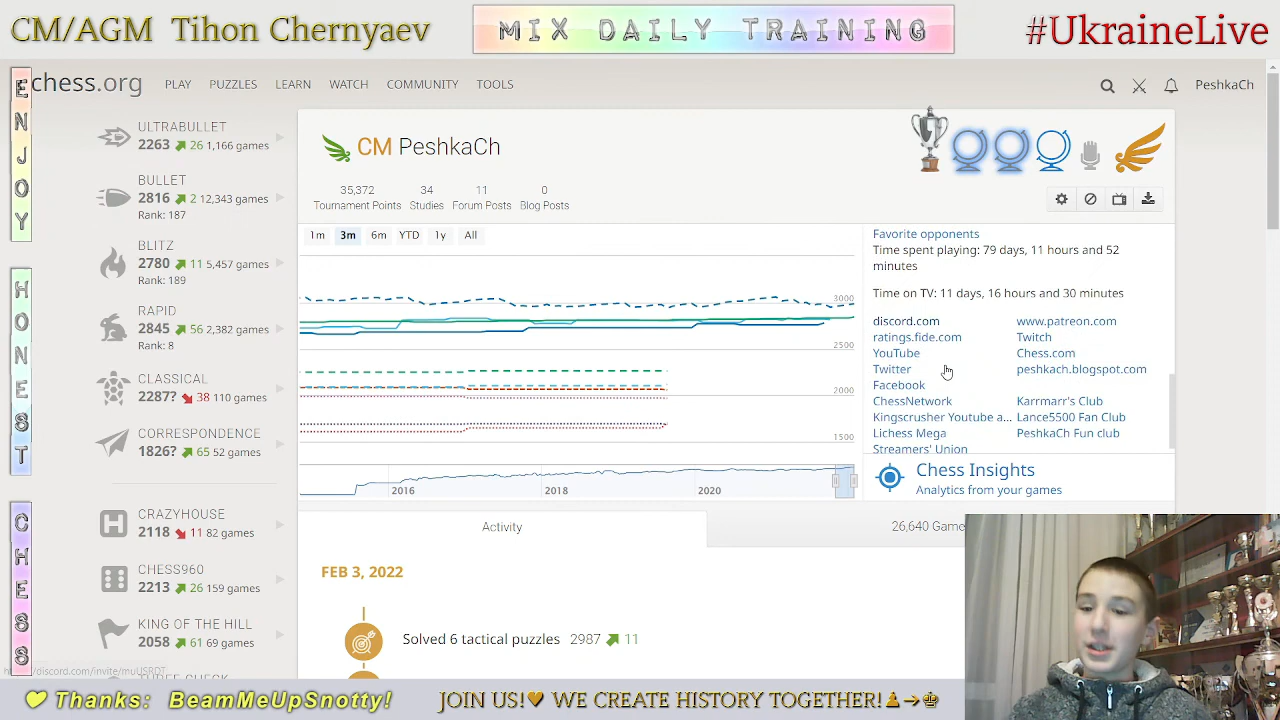 CM/AGM Tihon Chernyaev
MIX DAILY TRAINING
#UkraineLive
ENJOY
HONEST
CHESS
chess.org
PLAY PUZZLES LEARN WATCH COMMUNITY TOOLS
PeshkaCh
ULTRABULLET
2263 26 1,166 games
BULLET
2816 2 12,343 games
Rank: 187
BLITZ
2780 11 5,457 games
Rank: 189
RAPID
2845 56 2,382 games
Rank: 8
CLASSICAL
2287? 38 110 games
CORRESPONDENCE
1826? 65 52 games
CRAZYHOUSE
2118 11 82 games
CHESS960
2213 26 159 games
KING OF THE HILL
2058 61 69 games
THREE-CHECK
CM PeshkaCh
35,372 34 11 0
Tournament Points Studies Forum Posts Blog Posts
1m 3m 6m YTD 1y All
3000
2500
2000
1500
2016 2018 2020
Favorite opponents
Time spent playing: 79 days, 11 hours and 52
minutes
Time on TV: 11 days, 16 hours and 30 minutes
discord.com www.patreon.com
ratings.fide.com Twitch
YouTube Chess.com
Twitter peshkach.blogspot.com
Facebook
ChessNetwork Karrmarr's Club
Kingscrusher Youtube a... Lance5500 Fan Club
Lichess Mega PeshkaCh Fun club
Streamers' Union
Chess Insights
Analytics from your games
Activity
26,640 Game
FEB 3, 2022
Solved 6 tactical puzzles 2987 11
Thanks: BeamMeUpSnotty!
JOIN US! WE CREATE HISTORY TOGETHER!